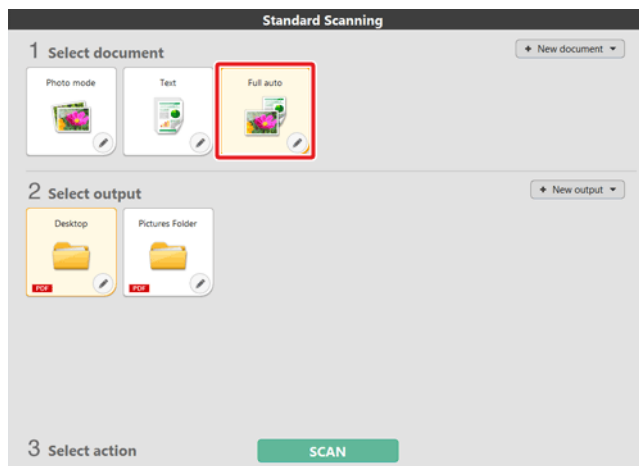 Standard Scanning
1 Select document
+ New document
Photo mode
Text
Full auto
2 Select output
+ New output
Desktop
Pictures Folder
PDF
PDF
3 Select action
SCAN